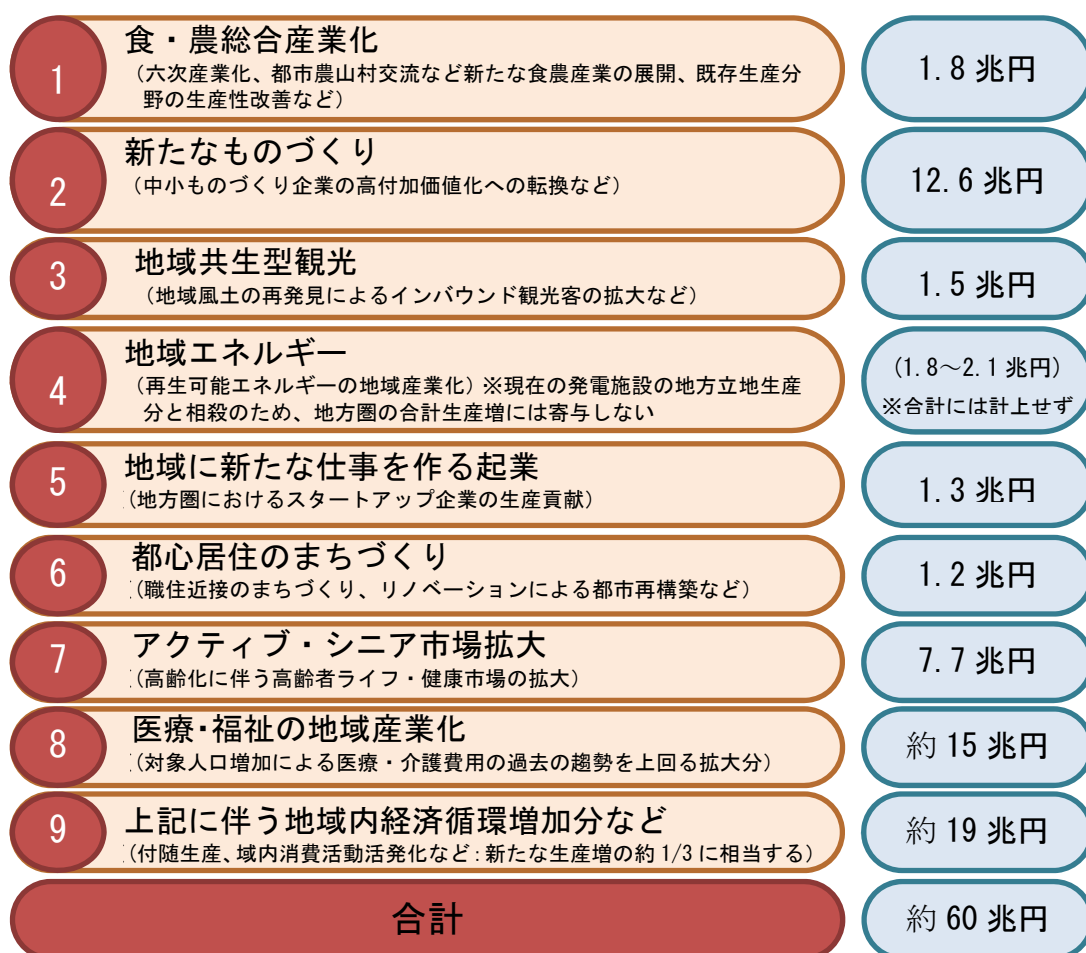 1
食・農総合産業化
(六次産業化、都市農山村交流など新たな食農産業の展開、既存生産分
野の生産性改善など)
1.8 兆円
2
新たなものづくり
(中小ものづくり企業の高付加価値化への転換など)
12.6 兆円
3
地域共生型観光
(地域風土の再発見によるインバウンド観光客の拡大など)
1.5 兆円
4
地域エネルギー
(再生可能エネルギーの地域産業化)※現在の発電施設の地方立地生産
分と相殺のため、地方圏の合計生産増には寄与しない
(1.8～2.1 兆円)
※合計には計上せず
5
地域に新たな仕事を作る起業
(地方圏におけるスタートアップ企業の生産貢献)
1.3 兆円
6
都心居住のまちづくり
(職住近接のまちづくり、リノベーションによる都市再構築など)
1.2 兆円
7
アクティブ・シニア市場拡大
(高齢化に伴う高齢者ライフ・健康市場の拡大)
7.7 兆円
8
医療・福祉の地域産業化
(対象人口増加による医療・介護費用の過去の趨勢を上回る拡大分)
約 15 兆円
9
上記に伴う地域内経済循環増加分など
(付随生産、域内消費活動活発化など：新たな生産増の約 1/3 に相当する)
約 19 兆円
合計
約 60 兆円